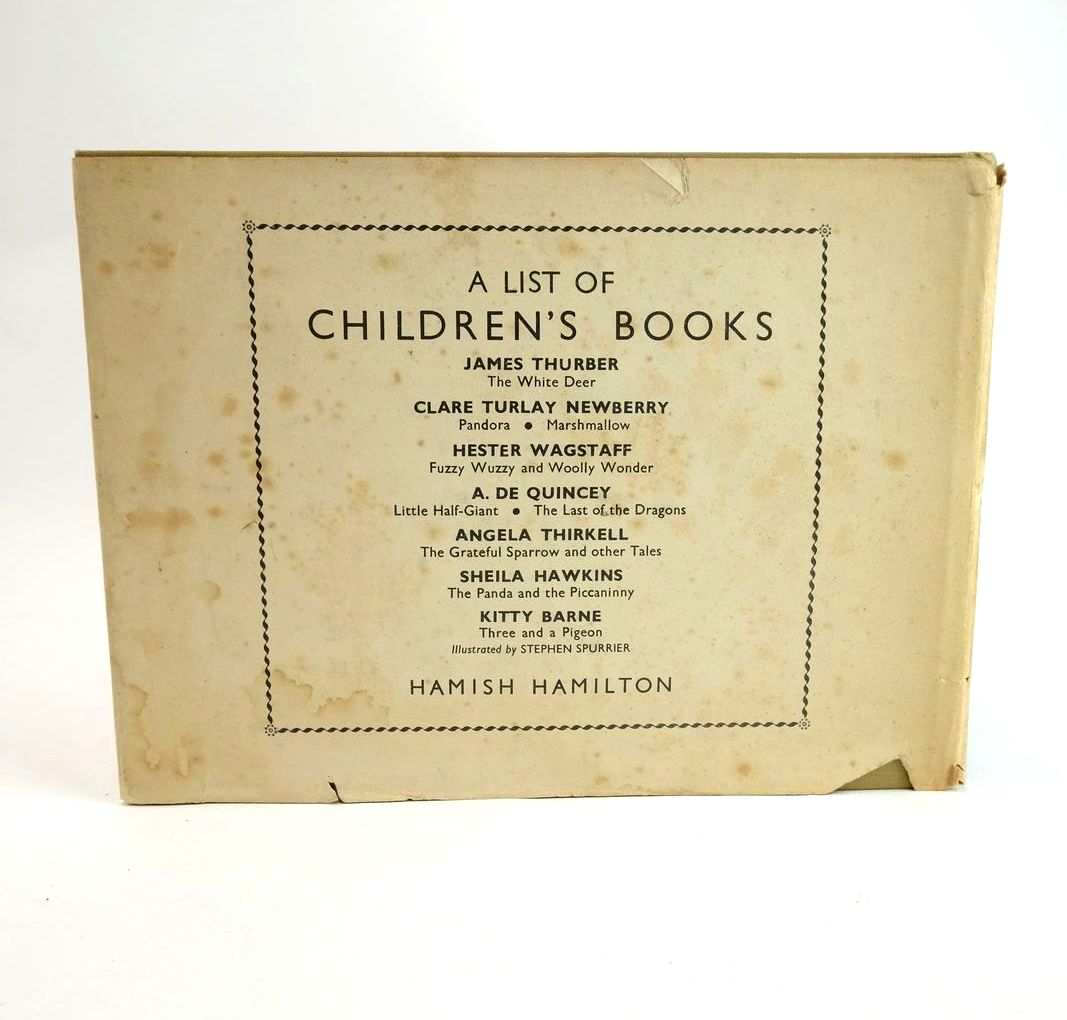 A LIST OF
CHILDREN'S BOOKS
JAMES THURBER
The White Deer
CLARE TURLAY NEWBERRY
Pandora ● Marshmallow
HESTER WAGSTAFF
Fuzzy Wuzzy and Woolly Wonder
A. DE QUINCEY
Little Half-Giant ● The Last of the Dragons
ANGELA THIRKELL
The Grateful Sparrow and other Tales
SHEILA HAWKINS
The Panda and the Piccaninny
KITTY BARNE
Three and a Pigeon
Illustrated by STEPHEN SPURRIER
HAMISH HAMILTON